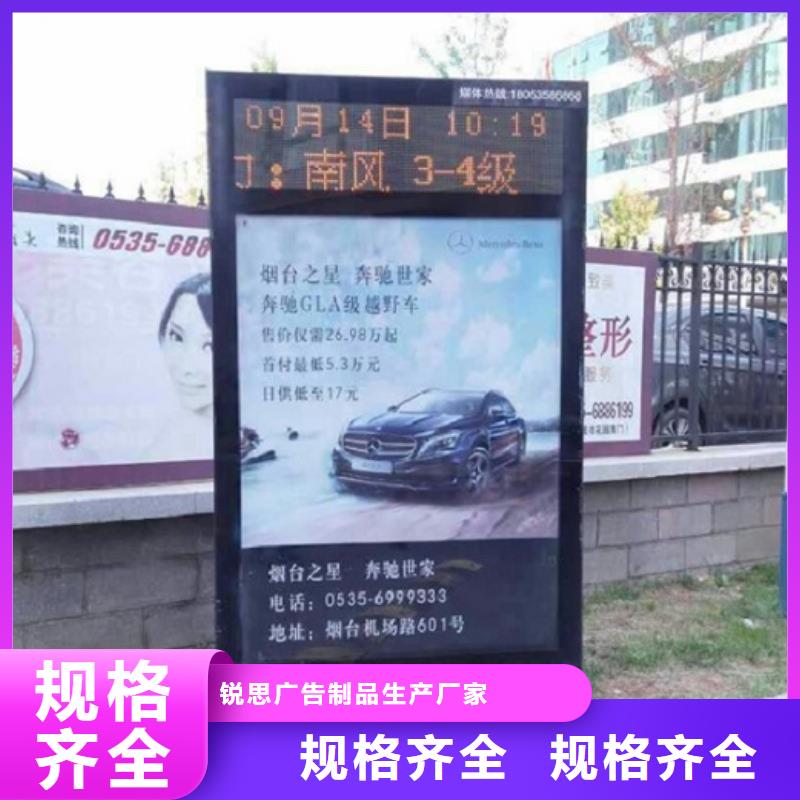 媒体热线:18053585868
09月14日 10:19
力：南风 3-4级
咨询热线 0535-688
Mercedes-Benz
烟台之星 奔驰世家
奔驰GLA级越野车
售价仅需26.98万起
首付最低5.3万元
日供低至17元
整形
服务
6886199
烟台之星 奔驰世家
电话：0535-6999333
地址：烟台机场路601号
规格齐全
锐思广告制品生产厂家
规格齐全 规格齐全